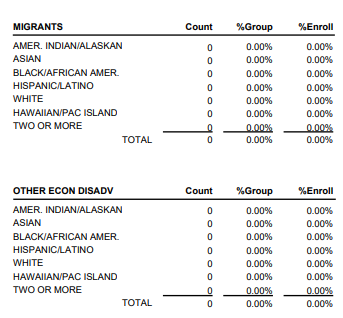 MIGRANTS Count %Group %Enroll
AMER. INDIAN/ALASKAN 0 0.00% 0.00%
ASIAN 0 0.00% 0.00%
BLACK/AFRICAN AMER. 0 0.00% 0.00%
HISPANIC/LATINO 0 0.00% 0.00%
WHITE 0 0.00% 0.00%
HAWAIIAN/PAC ISLAND 0 0.00% 0.00%
TWO OR MORE 0 0.00% 0.00%
TOTAL 0 0.00% 0.00%
OTHER ECON DISADV Count %Group %Enroll
AMER. INDIAN/ALASKAN 0 0.00% 0.00%
ASIAN 0 0.00% 0.00%
BLACK/AFRICAN AMER. 0 0.00% 0.00%
HISPANIC/LATINO 0 0.00% 0.00%
WHITE 0 0.00% 0.00%
HAWAIIAN/PAC ISLAND 0 0.00% 0.00%
TWO OR MORE 0 0.00% 0.00%
TOTAL 0 0.00% 0.00%